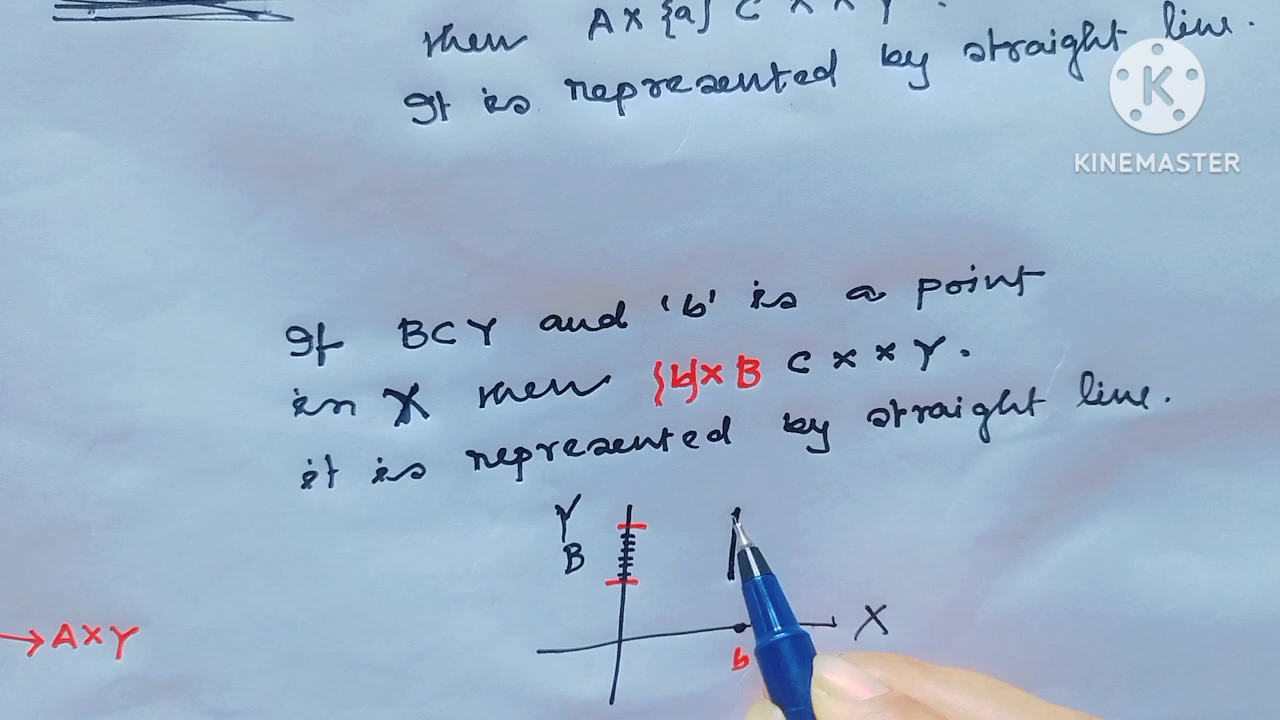 then A × {a} ⊂ X × Y.
It is represented by straight line.
K
KINEMASTER
If B⊂Y and 'b' is a point
in X then {b}×B ⊂ X × Y.
it is represented by straight line.
Y
B
X
b
→A×Y